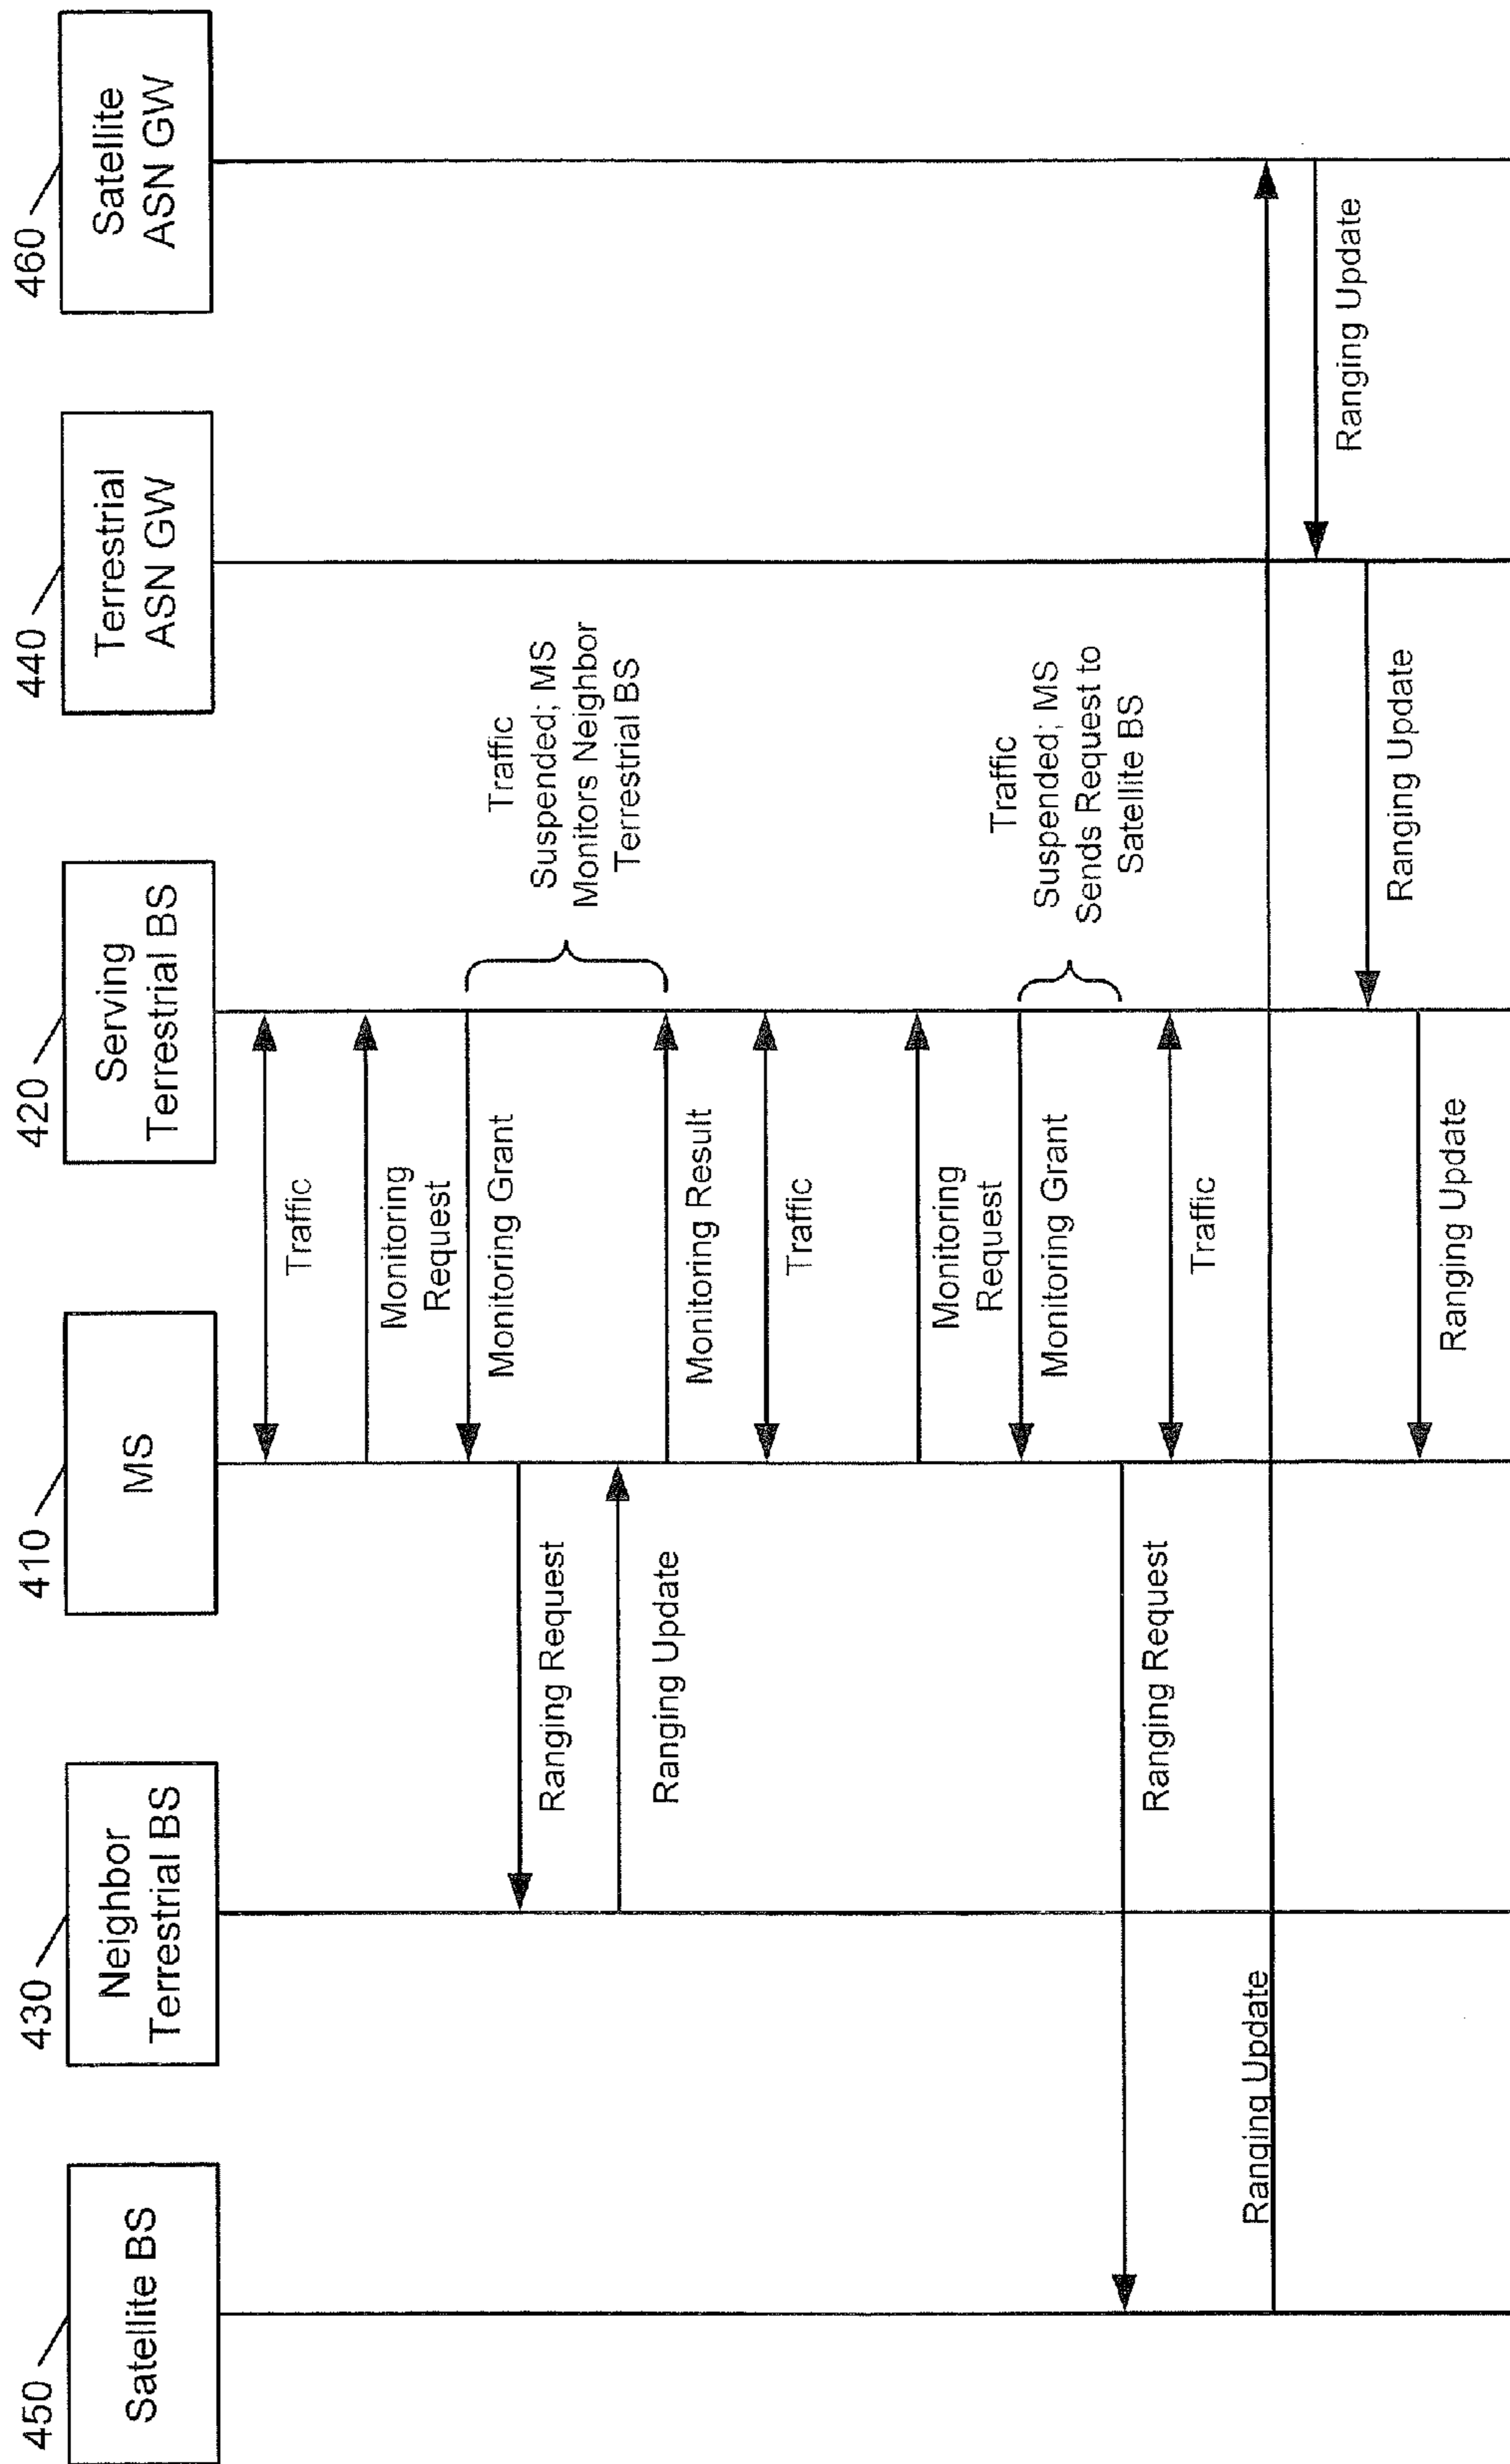 450
Satellite BS
430
Neighbor
Terrestrial BS
410
MS
420
Serving
Terrestrial BS
440
Terrestrial
ASN GW
460
Satellite
ASN GW
Traffic
Monitoring
Request
Monitoring Grant
Traffic
Suspended; MS
Monitors Neighbor
Terrestrial BS
Ranging Request
Ranging Update
Monitoring Result
Traffic
Monitoring
Request
Monitoring Grant
Traffic
Suspended; MS
Sends Request to
Satellite BS
Ranging Request
Traffic
Ranging Update
Ranging Update
Ranging Update
Ranging Update